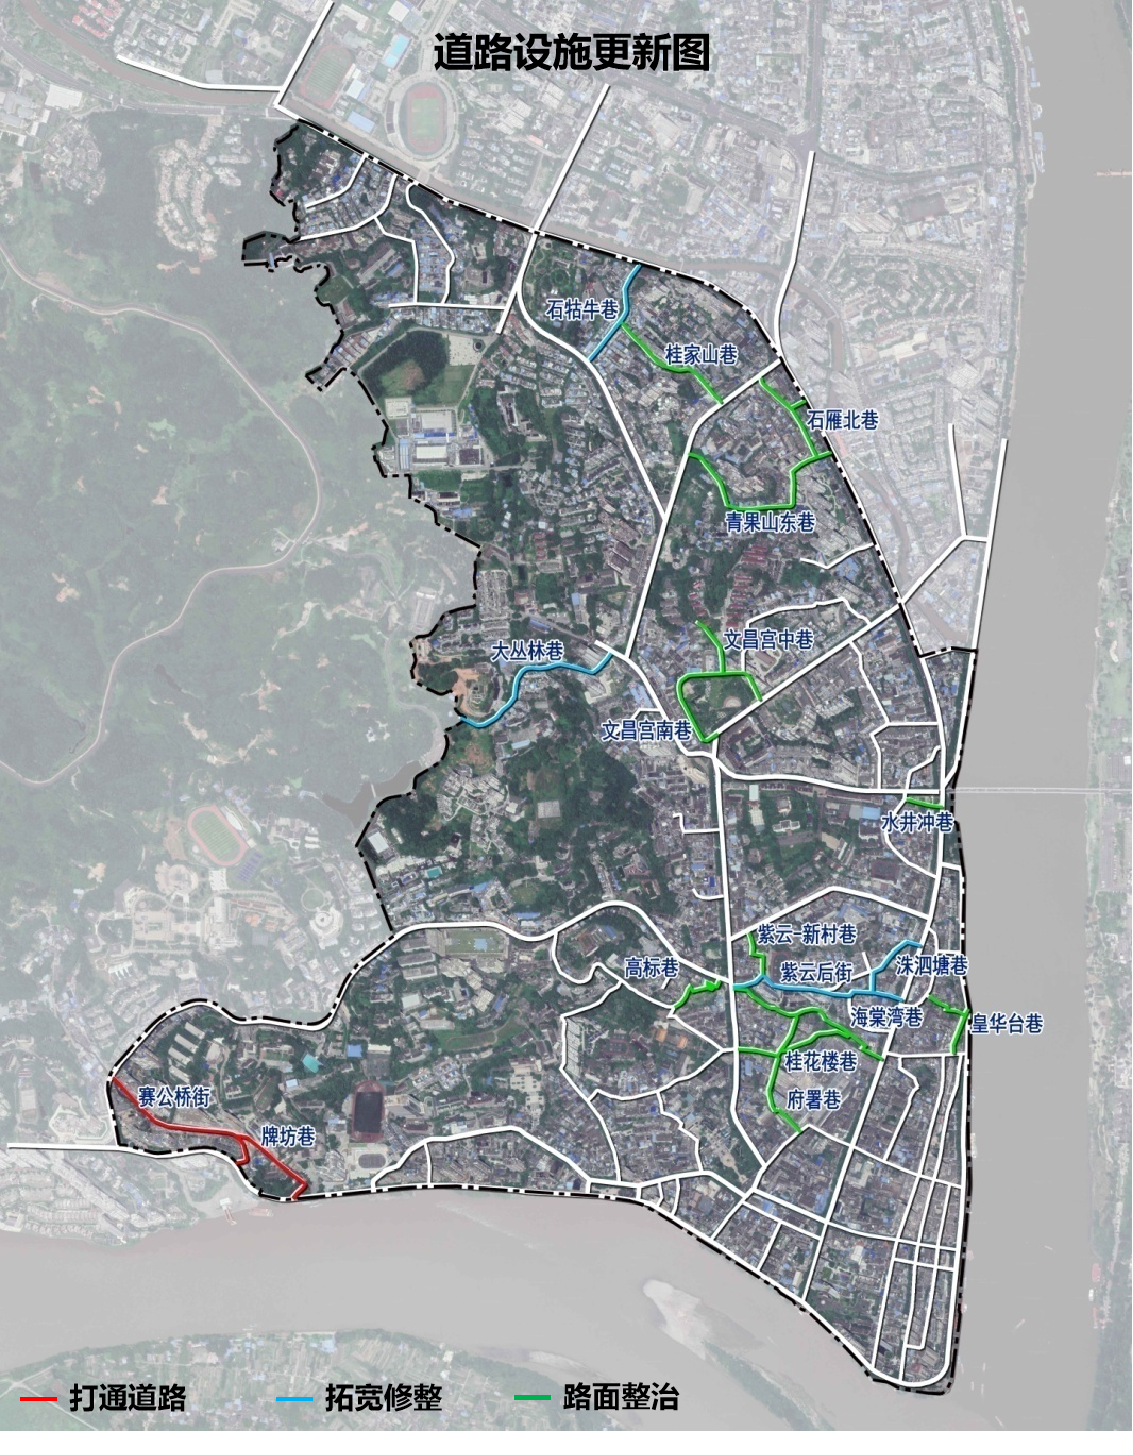 道路设施更新图
石牯牛巷
桂家山巷
石雁北巷
青果山东巷
文昌宫中巷
大丛林巷
文昌宫南巷
水井冲巷
紫云一新村巷
高标巷
紫云后街
洙泗塘巷
海棠湾巷
皇华台巷
桂花楼巷
府署巷
赛公桥街
牌坊巷
打通道路
拓宽修整
路面整治